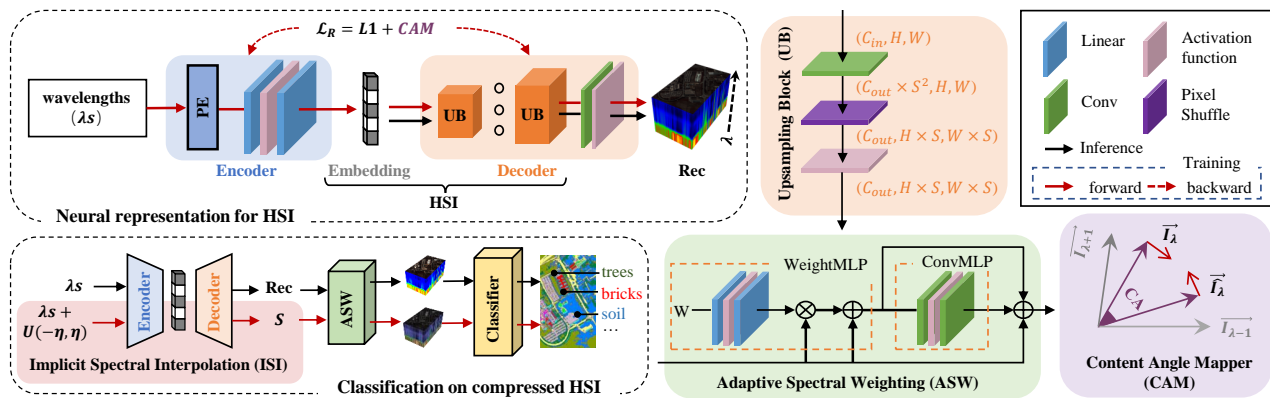 ℒ_R = L1 + CAM
wavelengths
(λs)
PE
UB
UB
λ
Encoder
Embedding
Decoder
Rec
HSI
Neural representation for HSI
Upsampling Block (UB)
(C_in, H, W)
(C_out × S², H, W)
(C_out, H × S, W × S)
(C_out, H × S, W × S)
Linear
Activation
function
Conv
Pixel
Shuffle
Inference
Training
forward
backward
λs
λs +
U(−η, η)
Encoder
Decoder
Rec
S
Implicit Spectral Interpolation (ISI)
ASW
Classifier
trees
bricks
soil
...
Classification on compressed HSI
WeightMLP
ConvMLP
W
Adaptive Spectral Weighting (ASW)
I_{λ+1}
I_λ
I_λ
CA
I_{λ−1}
Content Angle Mapper
(CAM)